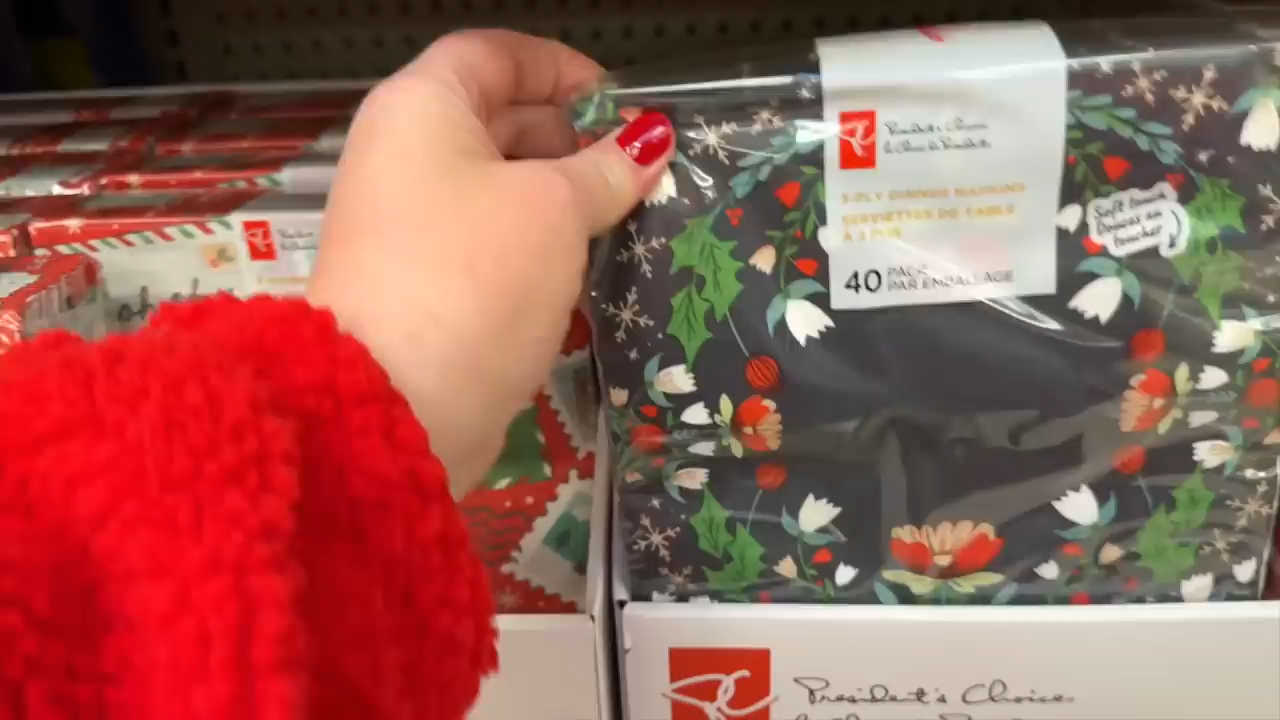 President's Choice
le Choix du Président
3-PLY DINNER NAPKINS
SERVIETTES DE TABLE
À 3 PLIS
40 PACK
PAR EMBALLAGE
Soft touch
Douces au
toucher
President's Choice